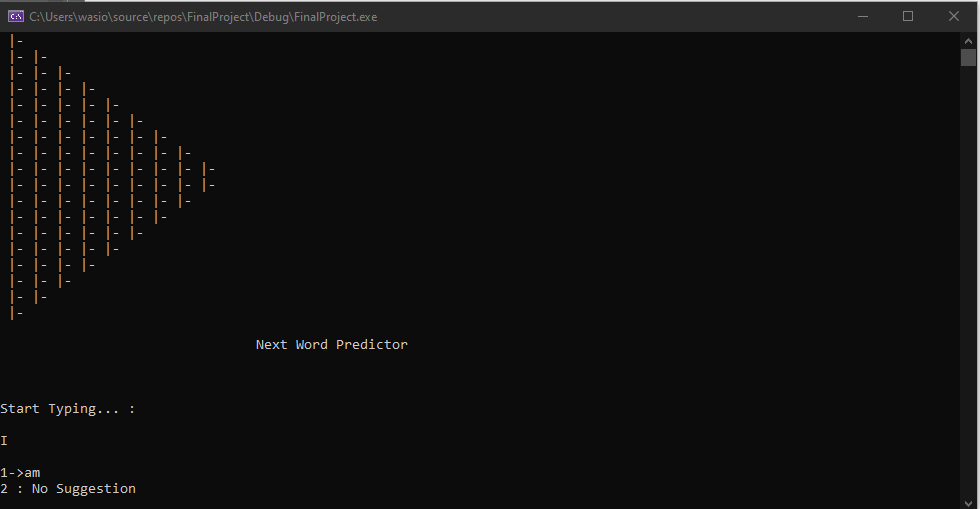 C:\Users\wasio\source\repos\FinalProject\Debug\FinalProject.exe
|-
|- |-
|- |- |-
|- |- |- |-
|- |- |- |- |-
|- |- |- |- |- |-
|- |- |- |- |- |- |-
|- |- |- |- |- |- |- |-
|- |- |- |- |- |- |- |- |-
|- |- |- |- |- |- |- |- |-
|- |- |- |- |- |- |- |-
|- |- |- |- |- |- |-
|- |- |- |- |- |-
|- |- |- |- |-
|- |- |- |-
|- |- |-
|- |-
|-
Next Word Predictor
Start Typing... :
I
1->am
2 : No Suggestion